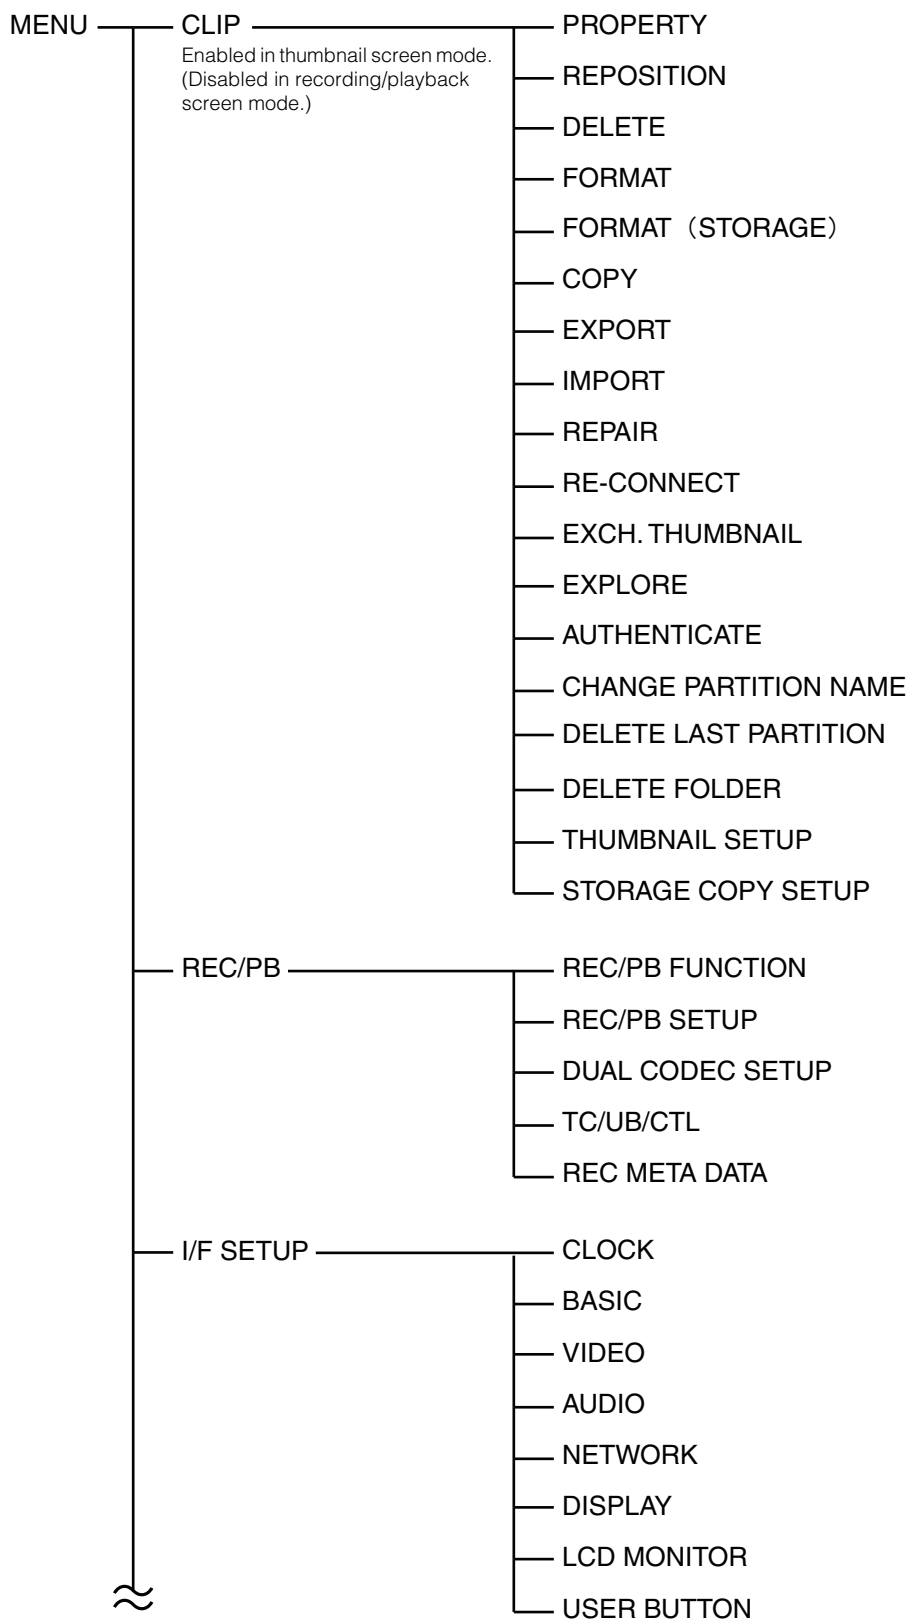 MENU
CLIP
Enabled in thumbnail screen mode.
(Disabled in recording/playback
screen mode.)
PROPERTY
REPOSITION
DELETE
FORMAT
FORMAT（STORAGE）
COPY
EXPORT
IMPORT
REPAIR
RE-CONNECT
EXCH. THUMBNAIL
EXPLORE
AUTHENTICATE
CHANGE PARTITION NAME
DELETE LAST PARTITION
DELETE FOLDER
THUMBNAIL SETUP
STORAGE COPY SETUP
REC/PB
REC/PB FUNCTION
REC/PB SETUP
DUAL CODEC SETUP
TC/UB/CTL
REC META DATA
I/F SETUP
CLOCK
BASIC
VIDEO
AUDIO
NETWORK
DISPLAY
LCD MONITOR
USER BUTTON